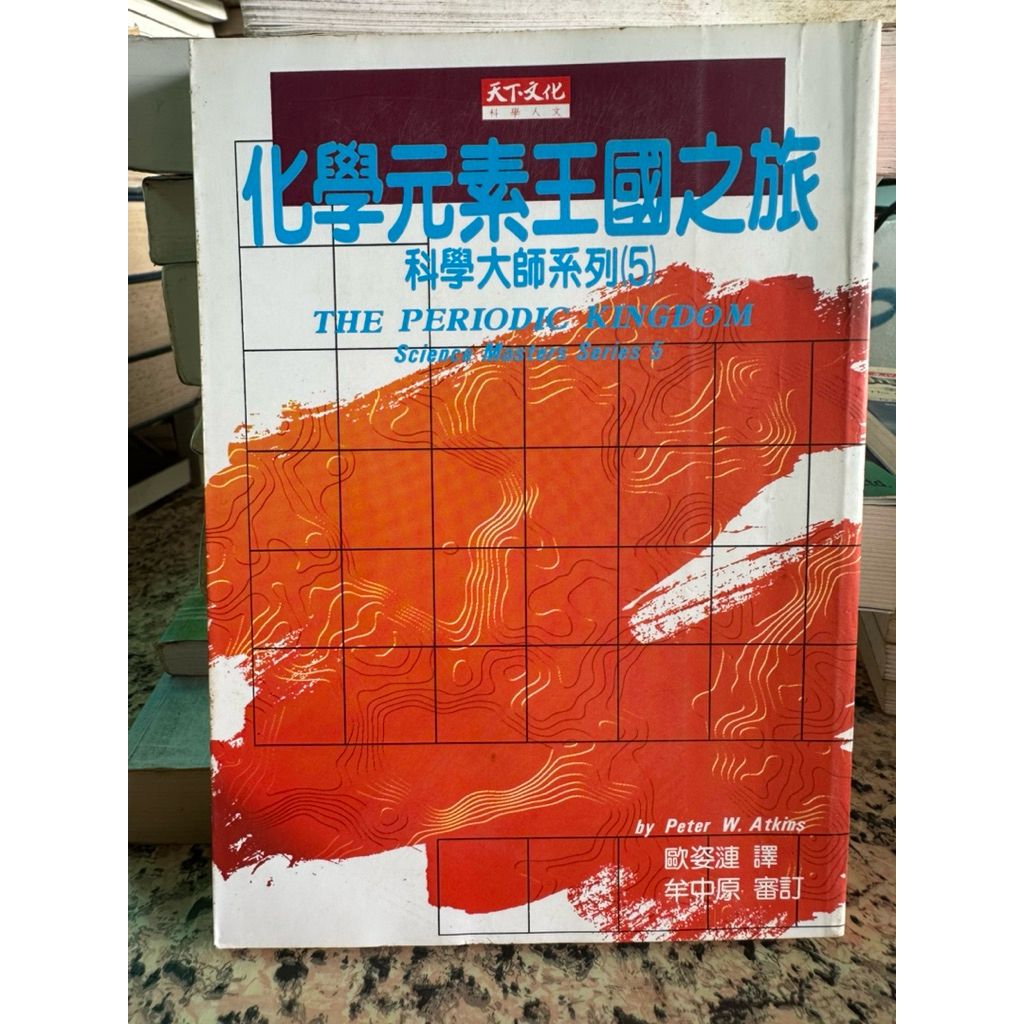 天下文化
科學人文
化學元素王國之旅
科學大師系列(5)
THE PERIODIC KINGDOM
Science Masters Series 5
by Peter W. Atkins
歐姿漣 譯
牟中原 審訂
td.